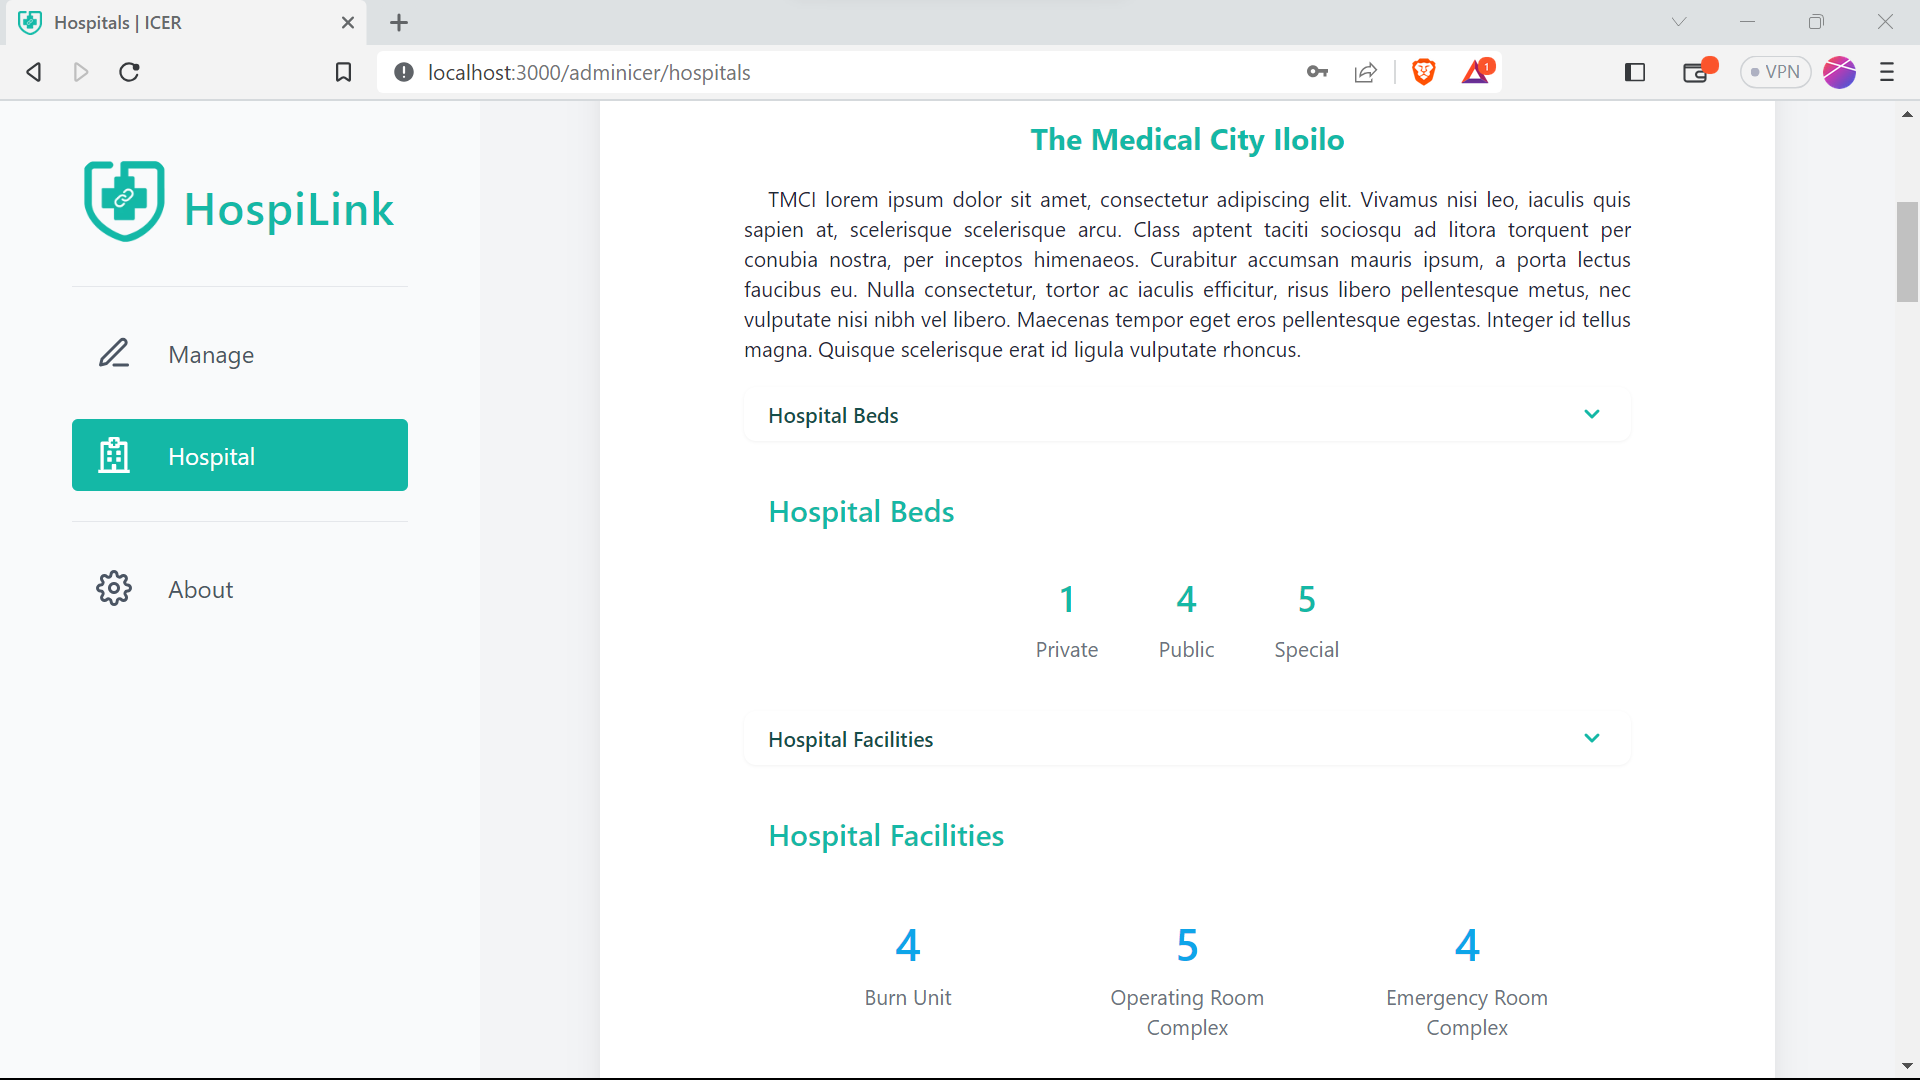 Hospitals | ICER
localhost:3000/adminicer/hospitals
1
VPN
HospiLink
Manage
Hospital
About
The Medical City Iloilo
TMCI lorem ipsum dolor sit amet, consectetur adipiscing elit. Vivamus nisi leo, iaculis quis
sapien at, scelerisque scelerisque arcu. Class aptent taciti sociosqu ad litora torquent per
conubia nostra, per inceptos himenaeos. Curabitur accumsan mauris ipsum, a porta lectus
faucibus eu. Nulla consectetur, tortor ac iaculis efficitur, risus libero pellentesque metus, nec
vulputate nisi nibh vel libero. Maecenas tempor eget eros pellentesque egestas. Integer id tellus
magna. Quisque scelerisque erat id ligula vulputate rhoncus.
Hospital Beds
Hospital Beds
1 4 5
Private Public Special
Hospital Facilities
Hospital Facilities
4 5 4
Burn Unit Operating Room Emergency Room
Complex Complex